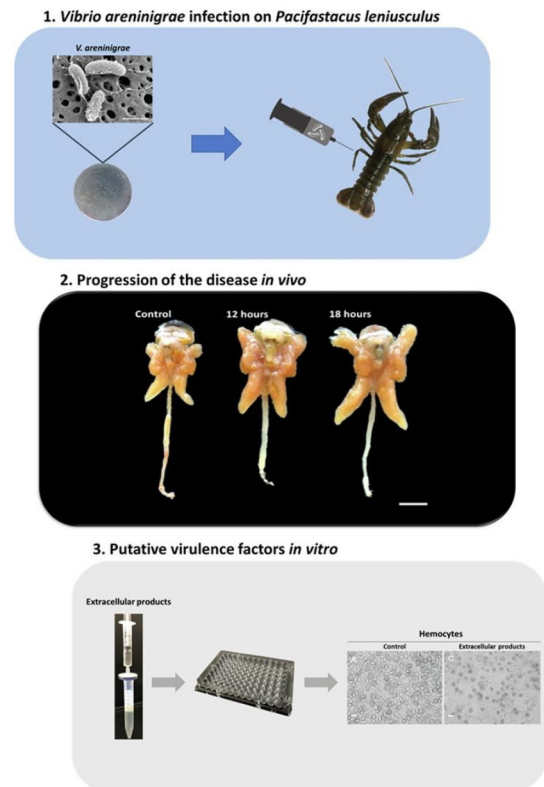 1. Vibrio areninigrae infection on Pacifastacus leniusculus
V. areninigrae
2. Progression of the disease in vivo
Control 12 hours 18 hours
3. Putative virulence factors in vitro
Extracellular products
Hemocytes
Control Extracellular products